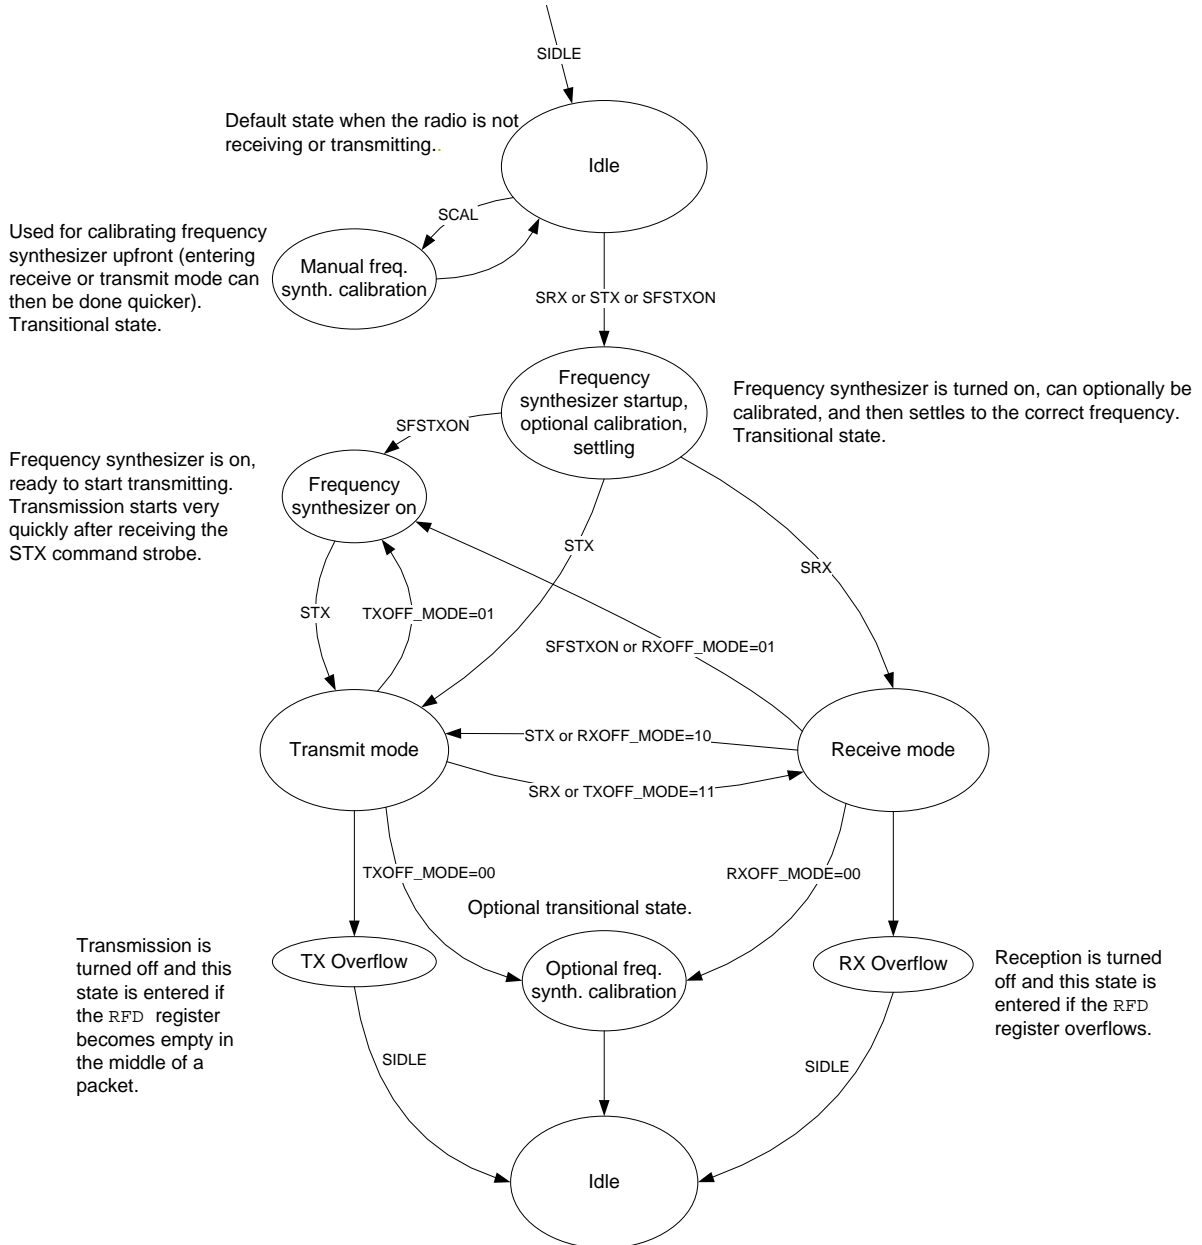 SIDLE
Default state when the radio is not
receiving or transmitting..
Idle
SCAL
Used for calibrating frequency
synthesizer upfront (entering
receive or transmit mode can
then be done quicker).
Transitional state.
Manual freq.
synth. calibration
SRX or STX or SFSTXON
Frequency
synthesizer startup,
optional calibration,
settling
Frequency synthesizer is turned on, can optionally be
calibrated, and then settles to the correct frequency.
Transitional state.
SFSTXON
Frequency synthesizer is on,
ready to start transmitting.
Transmission starts very
quickly after receiving the
STX command strobe.
Frequency
synthesizer on
STX
SRX
STX
TXOFF_MODE=01
SFSTXON or RXOFF_MODE=01
Transmit mode
STX or RXOFF_MODE=10
Receive mode
SRX or TXOFF_MODE=11
TXOFF_MODE=00
RXOFF_MODE=00
Optional transitional state.
Transmission is
turned off and this
state is entered if
the RFD register
becomes empty in
the middle of a
packet.
TX Overflow
Optional freq.
synth. calibration
RX Overflow
Reception is turned
off and this state is
entered if the RFD
register overflows.
SIDLE
SIDLE
Idle